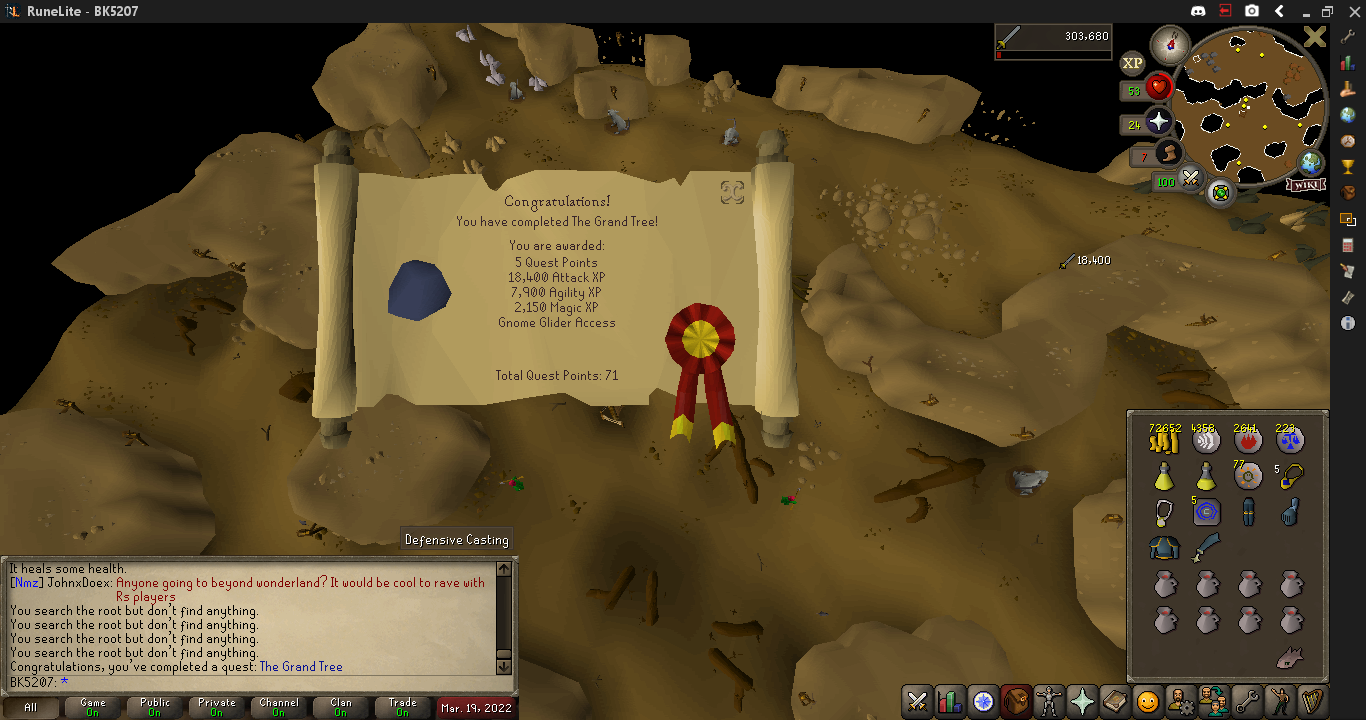 RuneLite - BK5207
303,680
XP
53
24
7
100
WIKI
Congratulations!
You have completed The Grand Tree!
You are awarded:
5 Quest Points
18,400 Attack XP
7,900 Agility XP
2,150 Magic XP
Gnome Glider Access
Total Quest Points: 71
18,400
72652 4358 2641 223
77 5
5
Defensive Casting
It heals some health.
[Nmz] JohnxDoex: Anyone going to beyond wonderland? It would be cool to rave with
Rs players
You search the root but don't find anything.
You search the root but don't find anything.
You search the root but don't find anything.
You search the root but don't find anything.
Congratulations, you've completed a quest: The Grand Tree
BK5207: *
All Game Public Private Channel Clan Trade Mar. 19, 2022
On On On On On On